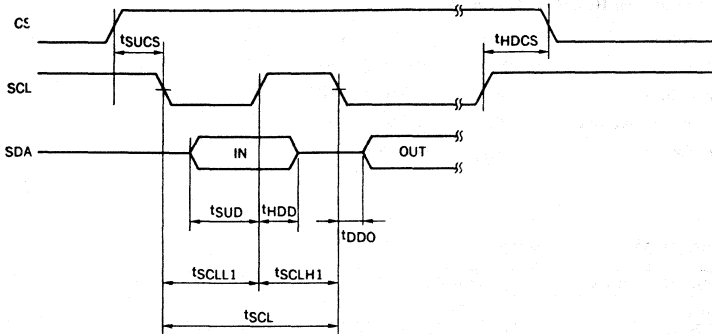 CS
tSUCS
tHDCS
SCL
SDA
IN
OUT
tSUD
tHDD
tDDO
tSCLL1
tSCLH1
tSCL